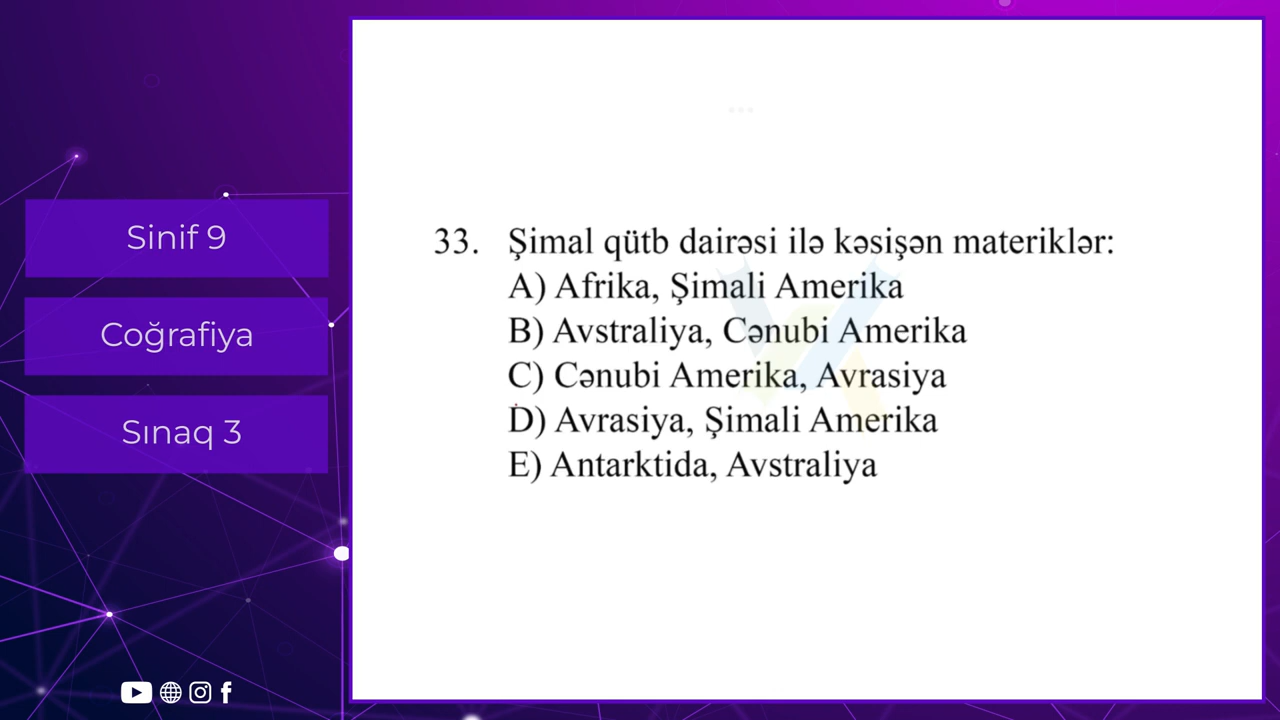 Sinif 9
Coğrafiya
Sınaq 3
33. Şimal qütb dairəsi ilə kəsişən materiklər:
A) Afrika, Şimali Amerika
B) Avstraliya, Cənubi Amerika
C) Cənubi Amerika, Avrasiya
D) Avrasiya, Şimali Amerika
E) Antarktida, Avstraliya